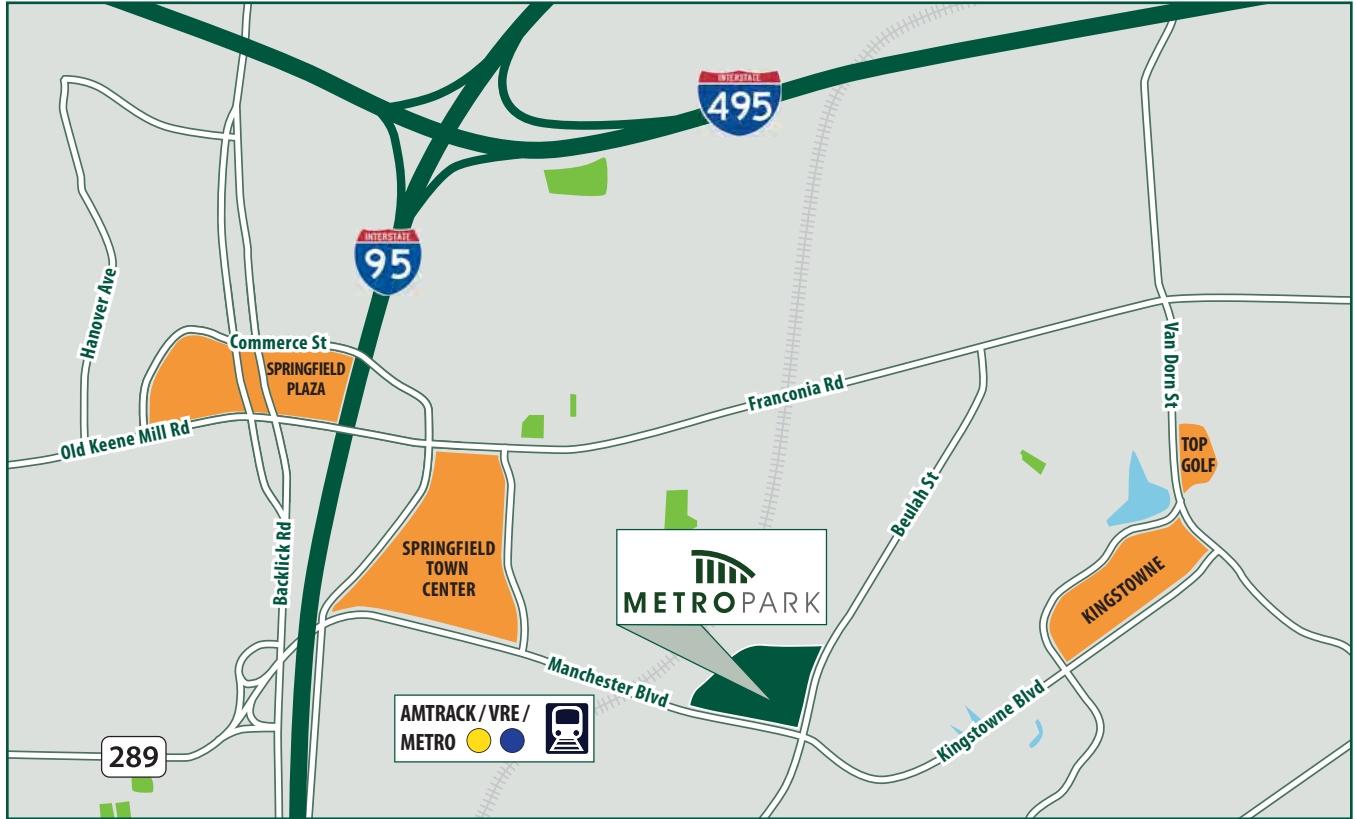 INTERSTATE
495
INTERSTATE
95
Hanover Ave
Commerce St
SPRINGFIELD
PLAZA
Old Keene Mill Rd
Franconia Rd
Van Dorn St
TOP
GOLF
Beulah St
Backlick Rd
SPRINGFIELD
TOWN
CENTER
METROPARK
KINGSTOWNE
Manchester Blvd
Kingstowne Blvd
AMTRACK / VRE /
METRO
289